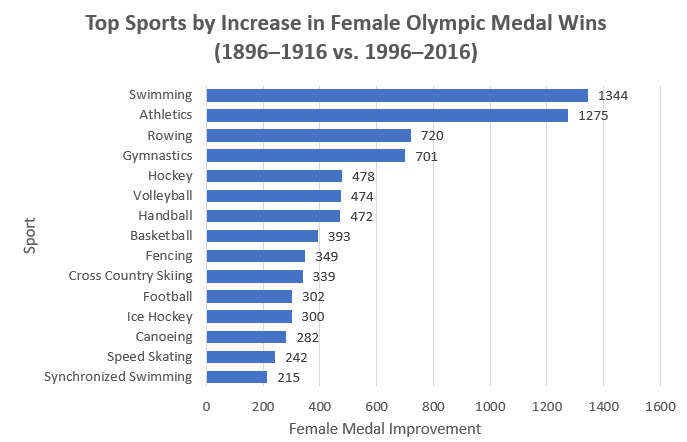 Top Sports by Increase in Female Olympic Medal Wins
(1896–1916 vs. 1996–2016)
Swimming 1344
Athletics 1275
Rowing 720
Gymnastics 701
Hockey 478
Volleyball 474
Handball 472
Basketball 393
Fencing 349
Cross Country Skiing 339
Football 302
Ice Hockey 300
Canoeing 282
Speed Skating 242
Synchronized Swimming 215
Sport
0 200 400 600 800 1000 1200 1400 1600
Female Medal Improvement